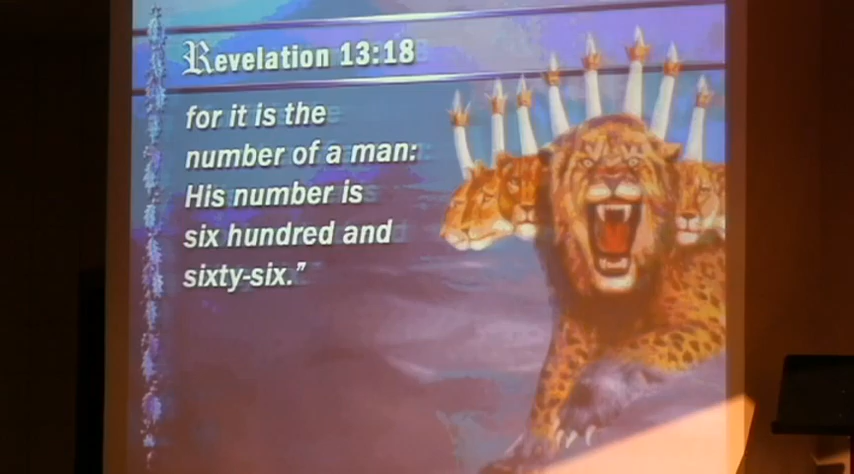 Revelation 13:18
for it is the
number of a man:
His number is
six hundred and
sixty-six."